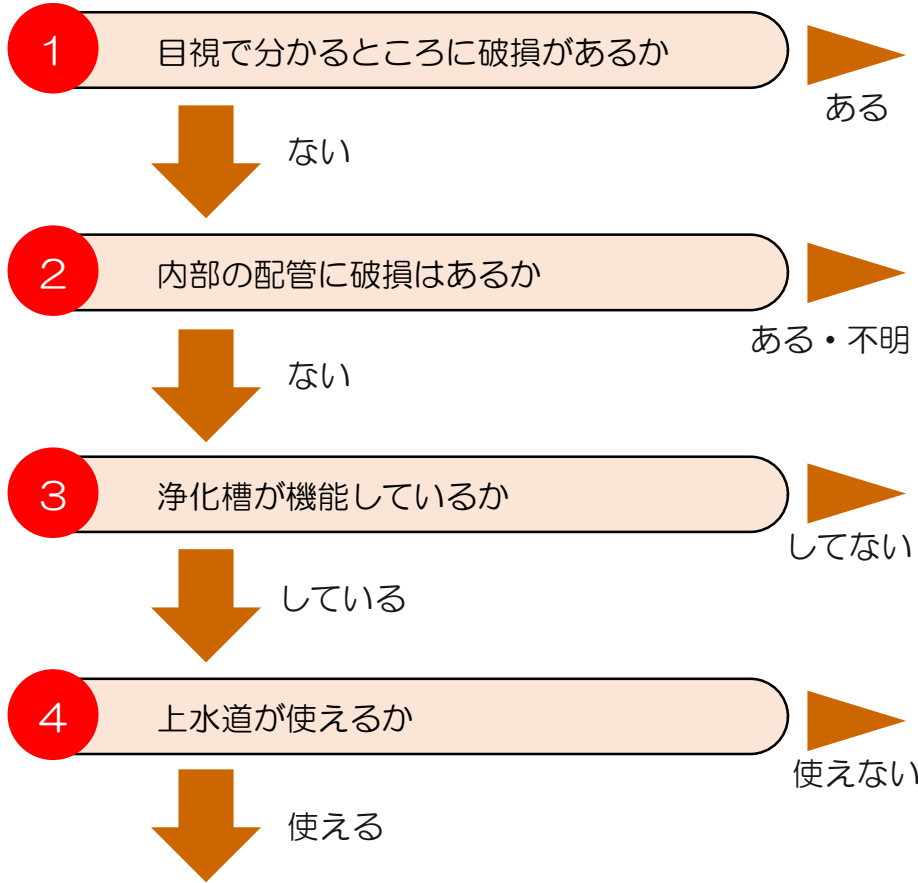 1 目視で分かるところに破損があるか
ある
ない
2 内部の配管に破損はあるか
ある・不明
ない
3 浄化槽が機能しているか
してない
している
4 上水道が使えるか
使えない
使える